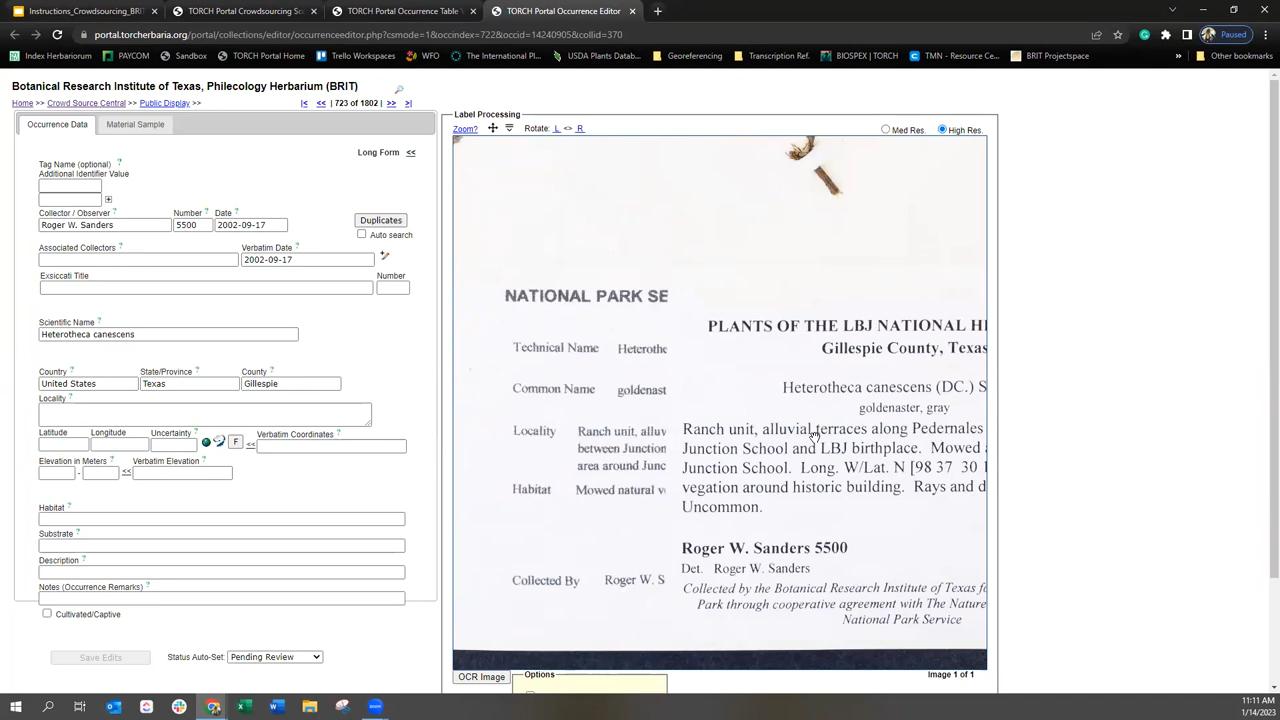 Instructions_Crowdsourcing_BRIT
TORCH Portal Crowdsourcing Sc
TORCH Portal Occurrence Table
TORCH Portal Occurrence Editor
portal.torcherbaria.org/portal/collections/editor/occurrenceeditor.php?csmode=1&occindex=722&occid=14240905&collid=370
Paused
Index Herbarium
PAYCOM
Sandbox
TORCH Portal Home
Trello Workspaces
WFO
The International Pl...
USDA Plants Datab...
Georeferencing
Transcription Ref.
BIOSPEX | TORCH
TMN - Resource Ce...
BRIT Projectspace
»
Other bookmarks
Botanical Research Institute of Texas, Philecology Herbarium (BRIT)
Home >> Crowd Source Central >> Public Display >>
|< << | 723 of 1802 | >> >|
Occurrence Data
Material Sample
Long Form <<
Tag Name (optional) ?
Additional Identifier Value
Collector / Observer ? Number ? Date ?
Roger W. Sanders 5500 2002-09-17
Duplicates
Auto search
Associated Collectors ? Verbatim Date ?
2002-09-17
Exsiccati Title Number
Scientific Name ?
Heterotheca canescens
Country ? State/Province ? County ?
United States Texas Gillespie
Locality ?
Latitude Longitude Uncertainty ? F << Verbatim Coordinates ?
Elevation in Meters ? - << Verbatim Elevation ?
Habitat ?
Substrate ?
Description ?
Notes (Occurrence Remarks) ?
Cultivated/Captive
Save Edits
Status Auto-Set: Pending Review
Label Processing
Zoom? Rotate: L <> R
Med Res. High Res.
NATIONAL PARK SE
Technical Name Heterothe
Common Name goldenast
Locality Ranch unit, alluv
between Junction
area around Junc
Habitat Mowed natural v
Collected By Roger W. S
PLANTS OF THE LBJ NATIONAL HI
Gillespie County, Texas
Heterotheca canescens (DC.) S
goldenaster, gray
Ranch unit, alluvial terraces along Pedernales
Junction School and LBJ birthplace. Mowed
Junction School. Long. W/Lat. N [98 37 30
vegation around historic building. Rays and d
Uncommon.
Roger W. Sanders 5500
Det. Roger W. Sanders
Collected by the Botanical Research Institute of Texas fo
Park through cooperative agreement with The Nature
National Park Service
OCR Image
Options
Image 1 of 1
11:11 AM
1/14/2023